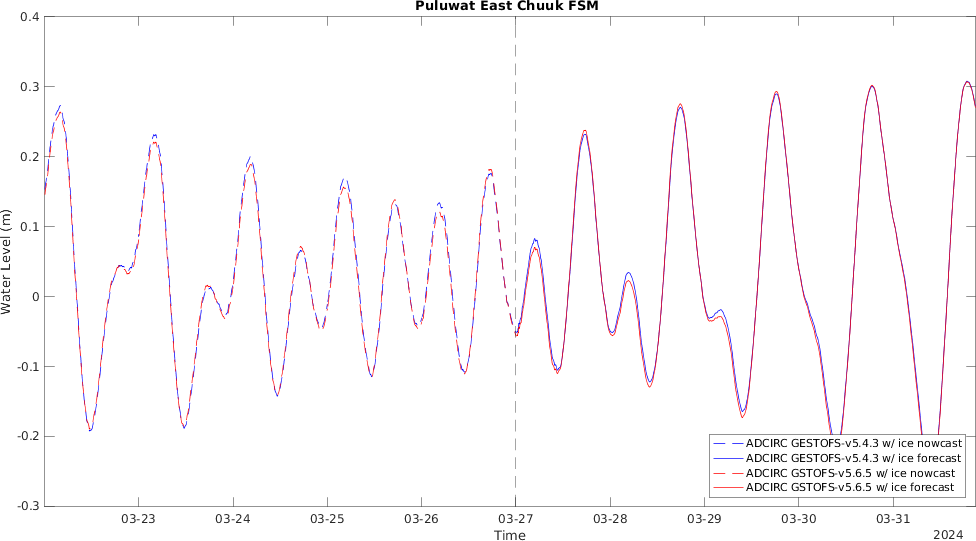 Puluwat East Chuuk FSM
0.4
0.3
0.2
0.1
0
-0.1
-0.2
-0.3
Water Level (m)
ADCIRC GESTOFS-v5.4.3 w/ ice nowcast
ADCIRC GESTOFS-v5.4.3 w/ ice forecast
ADCIRC GSTOFS-v5.6.5 w/ ice nowcast
ADCIRC GSTOFS-v5.6.5 w/ ice forecast
03-23 03-24 03-25 03-26 03-27 03-28 03-29 03-30 03-31
Time
2024